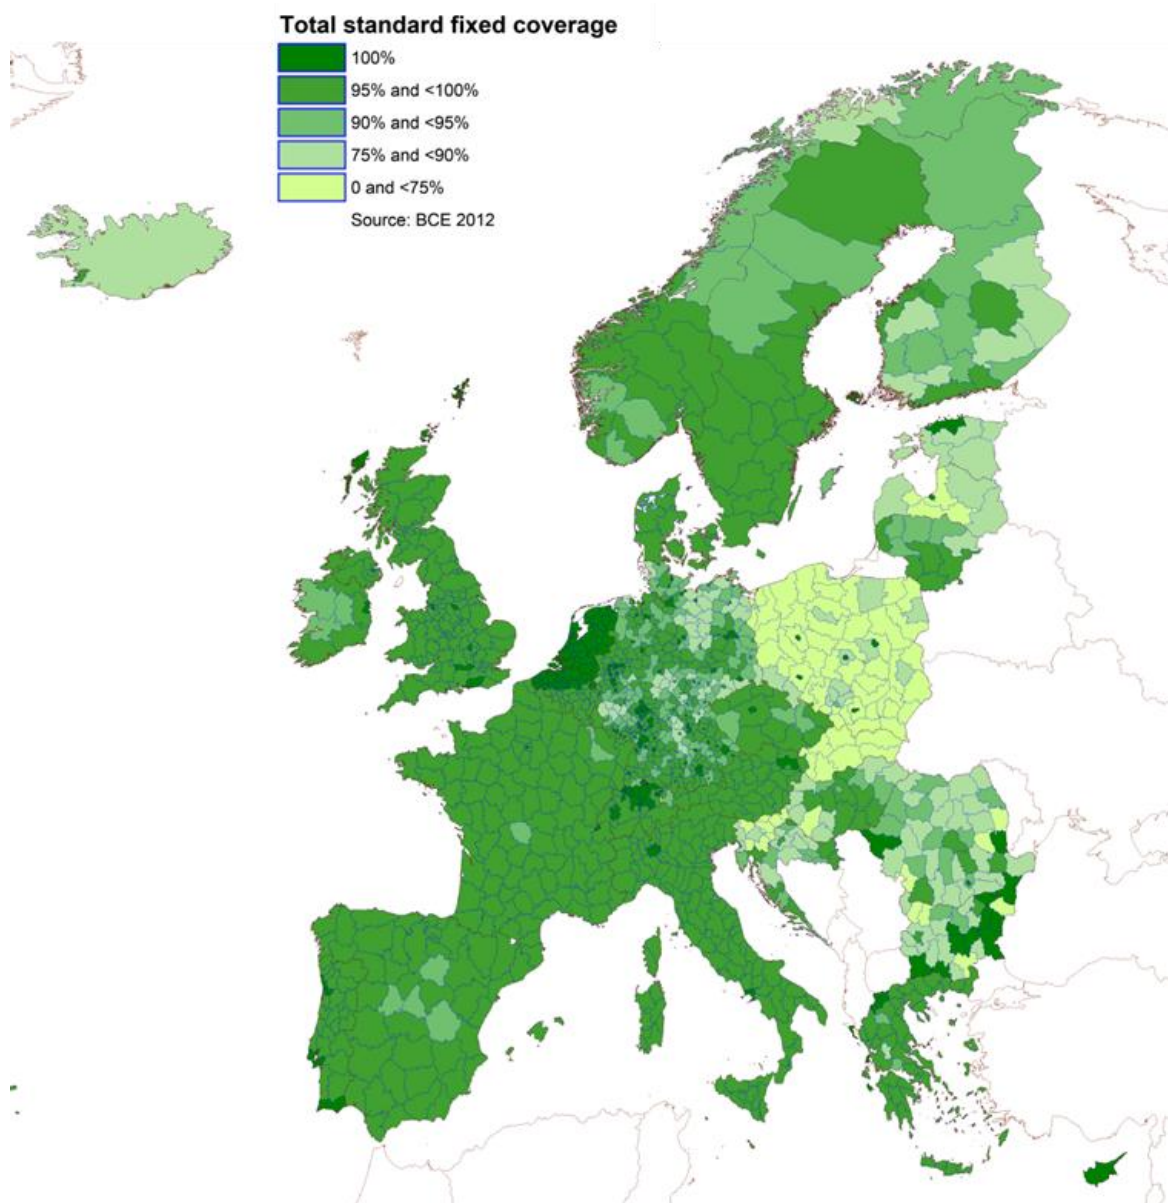 Total standard fixed coverage
100%
95% and <100%
90% and <95%
75% and <90%
0 and <75%
Source: BCE 2012